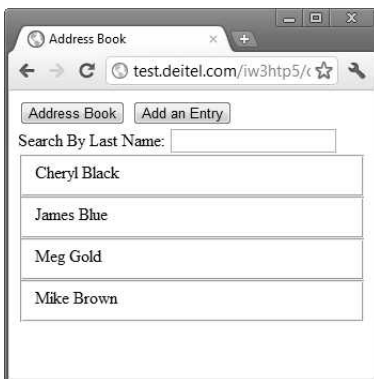 Address Book
test.deitel.com/iw3htp5/
Address Book Add an Entry
Search By Last Name:
Cheryl Black
James Blue
Meg Gold
Mike Brown